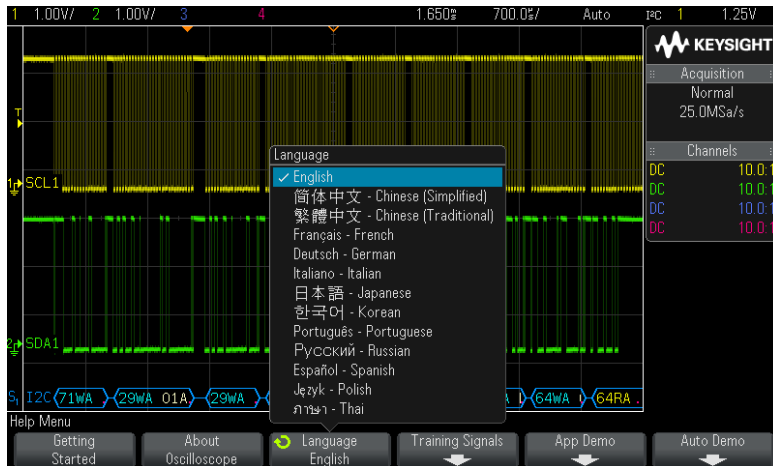 1 1.00V/ 2 1.00V/ 3 4 1.650s 700.0s/ Auto I²C 1 1.25V
KEYSIGHT
Acquisition
Normal
25.0MSa/s
Channels
DC 10.0:1
DC 10.0:1
DC 10.0:1
DC 10.0:1
T
1 SCL1
2 SDA1
Language
✓ English
简体中文 - Chinese (Simplified)
繁體中文 - Chinese (Traditional)
Français - French
Deutsch - German
Italiano - Italian
日本語 - Japanese
한국어 - Korean
Português - Portuguese
Русский - Russian
Español - Spanish
Język - Polish
ภาษา - Thai
S1 I2C 71WA 29WA 01A 29WA 64WA 64RA
Help Menu
Getting Started
About Oscilloscope
Language English
Training Signals
App Demo
Auto Demo